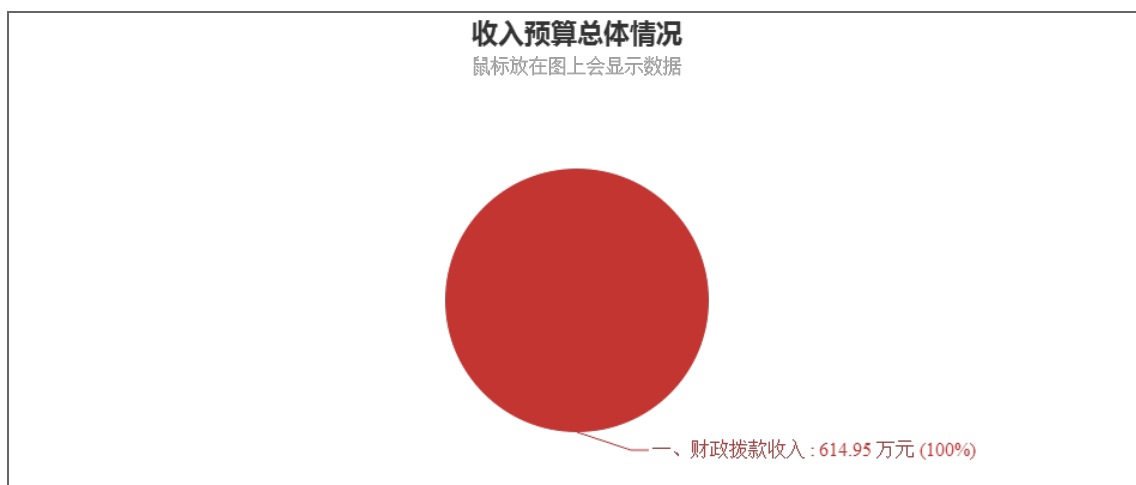 收入预算总体情况
鼠标放在图上会显示数据
一、财政拨款收入 : 614.95 万元 (100%)